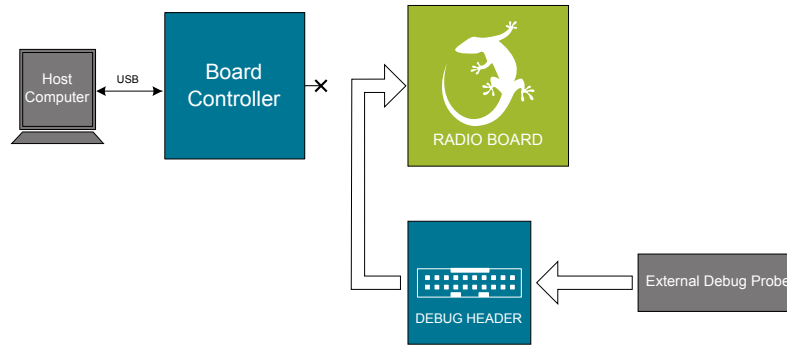 Host
Computer
USB
Board
Controller
RADIO BOARD
DEBUG HEADER
External Debug Probe